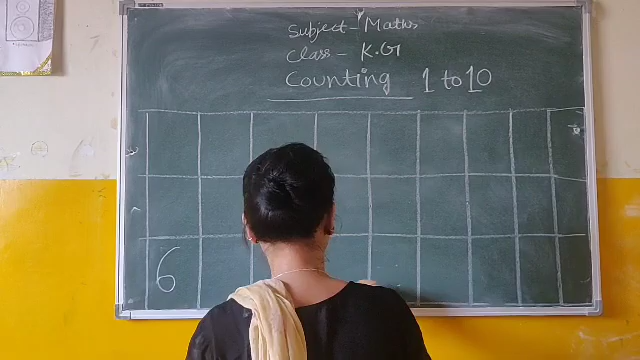 Subject - Maths
Class - K.G
Counting 1 to 10
6